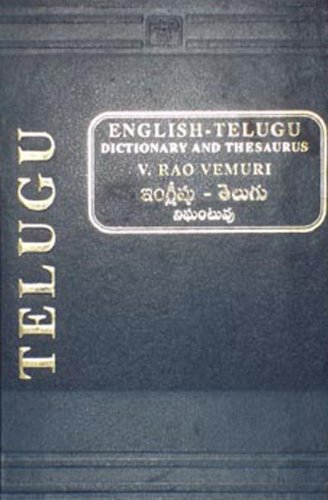 TELUGU
ENGLISH-TELUGU
DICTIONARY AND THESAURUS
V. RAO VEMURI
ఇంగ్లీషు - తెలుగు
నిఘంటువు